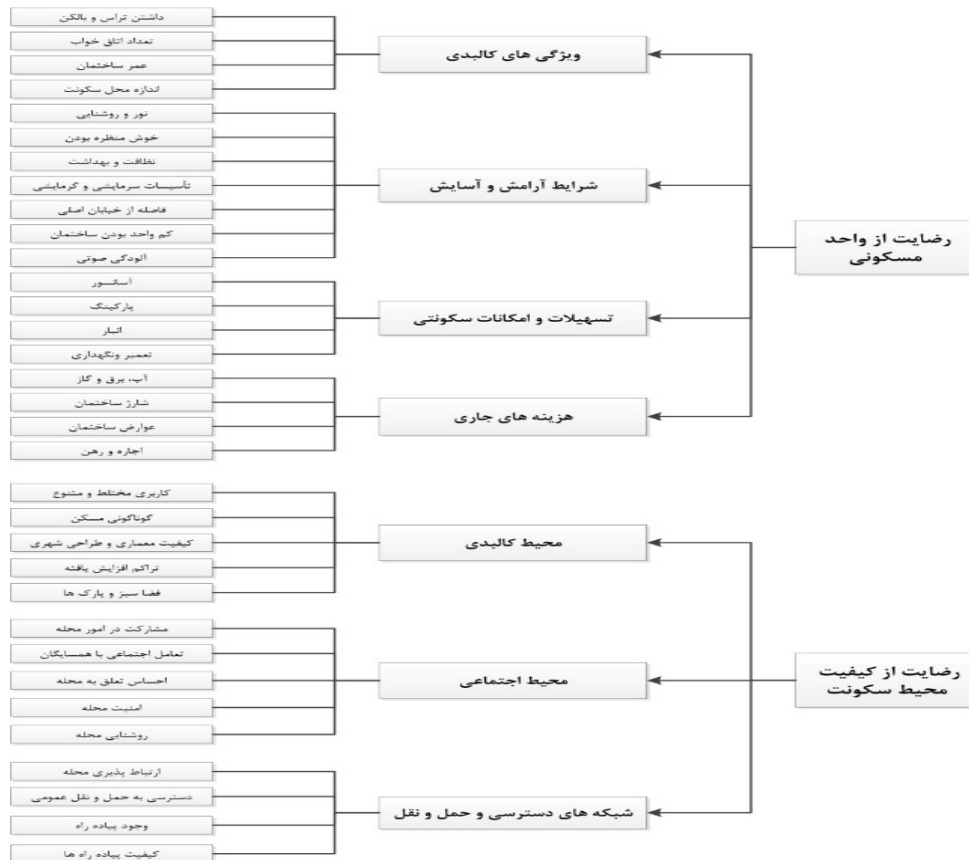 رضایت از واحد
مسکونی
ویژگی های کالبدی
داشتن تراس و بالکن
تعداد اتاق خواب
عمر ساختمان
اندازه محل سکونت
شرایط آرامش و آسایش
نور و روشنایی
خوش منظره بودن
نظافت و بهداشت
تأسیسات سرمایشی و گرمایشی
فاصله از خیابان اصلی
کم واحد بودن ساختمان
آلودگی صوتی
تسهیلات و امکانات سکونتی
آسانسور
پارکینگ
انبار
تعمیر ونگهداری
هزینه های جاری
آب، برق و گاز
شارژ ساختمان
عوارض ساختمان
اجاره و رهن
رضایت از کیفیت
محیط سکونت
محیط کالبدی
کاربری مختلط و متنوع
گوناگونی مسکن
کیفیت معماری و طراحی شهری
تراکم افزایش یافته
فضا سبز و پارک ها
محیط اجتماعی
مشارکت در امور محله
تعامل اجتماعی با همسایگان
احساس تعلق به محله
امنیت محله
روشنایی محله
شبکه های دسترسی و حمل و نقل
ارتباط پذیری محله
دسترسی به حمل و نقل عمومی
وجود پیاده راه
کیفیت پیاده راه ها